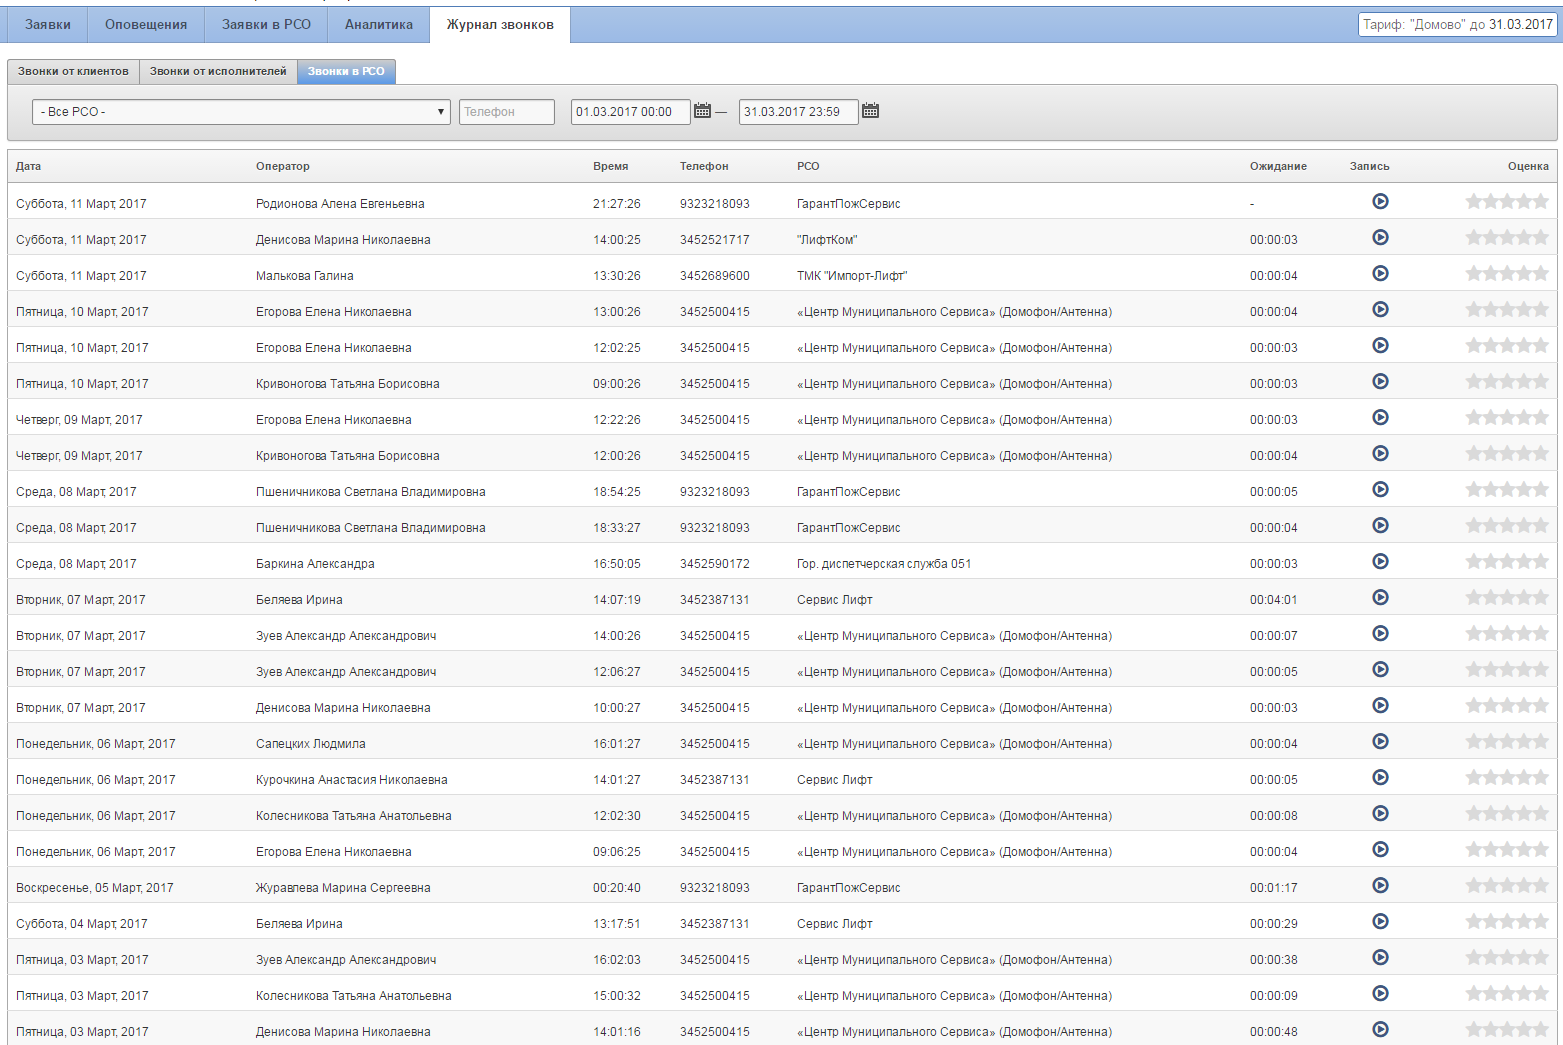 Заявки Оповещения Заявки в РСО Аналитика Журнал звонков Тариф: "Домово" до 31.03.2017
Звонки от клиентов Звонки от исполнителей Звонки в РСО
- Все РСО - Телефон 01.03.2017 00:00 — 31.03.2017 23:59
Дата Оператор Время Телефон РСО Ожидание Запись Оценка
Суббота, 11 Март, 2017 Родионова Алена Евгеньевна 21:27:26 9323218093 ГарантПожСервис -
Суббота, 11 Март, 2017 Денисова Марина Николаевна 14:00:25 3452521717 "ЛифтКом" 00:00:03
Суббота, 11 Март, 2017 Малькова Галина 13:30:26 3452689600 ТМК "Импорт-Лифт" 00:00:04
Пятница, 10 Март, 2017 Егорова Елена Николаевна 13:00:26 3452500415 «Центр Муниципального Сервиса» (Домофон/Антенна) 00:00:04
Пятница, 10 Март, 2017 Егорова Елена Николаевна 12:02:25 3452500415 «Центр Муниципального Сервиса» (Домофон/Антенна) 00:00:03
Пятница, 10 Март, 2017 Кривоногова Татьяна Борисовна 09:00:26 3452500415 «Центр Муниципального Сервиса» (Домофон/Антенна) 00:00:03
Четверг, 09 Март, 2017 Егорова Елена Николаевна 12:22:26 3452500415 «Центр Муниципального Сервиса» (Домофон/Антенна) 00:00:03
Четверг, 09 Март, 2017 Кривоногова Татьяна Борисовна 12:00:26 3452500415 «Центр Муниципального Сервиса» (Домофон/Антенна) 00:00:04
Среда, 08 Март, 2017 Пшеничникова Светлана Владимировна 18:54:25 9323218093 ГарантПожСервис 00:00:05
Среда, 08 Март, 2017 Пшеничникова Светлана Владимировна 18:33:27 9323218093 ГарантПожСервис 00:00:04
Среда, 08 Март, 2017 Баркина Александра 16:50:05 3452590172 Гор. диспетчерская служба 051 00:00:03
Вторник, 07 Март, 2017 Беляева Ирина 14:07:19 3452387131 Сервис Лифт 00:04:01
Вторник, 07 Март, 2017 Зуев Александр Александрович 14:00:26 3452500415 «Центр Муниципального Сервиса» (Домофон/Антенна) 00:00:07
Вторник, 07 Март, 2017 Зуев Александр Александрович 12:06:27 3452500415 «Центр Муниципального Сервиса» (Домофон/Антенна) 00:00:05
Вторник, 07 Март, 2017 Денисова Марина Николаевна 10:00:27 3452500415 «Центр Муниципального Сервиса» (Домофон/Антенна) 00:00:03
Понедельник, 06 Март, 2017 Сапецких Людмила 16:01:27 3452500415 «Центр Муниципального Сервиса» (Домофон/Антенна) 00:00:04
Понедельник, 06 Март, 2017 Курочкина Анастасия Николаевна 14:01:27 3452387131 Сервис Лифт 00:00:05
Понедельник, 06 Март, 2017 Колесникова Татьяна Анатольевна 12:02:30 3452500415 «Центр Муниципального Сервиса» (Домофон/Антенна) 00:00:08
Понедельник, 06 Март, 2017 Егорова Елена Николаевна 09:06:25 3452500415 «Центр Муниципального Сервиса» (Домофон/Антенна) 00:00:04
Воскресенье, 05 Март, 2017 Журавлева Марина Сергеевна 00:20:40 9323218093 ГарантПожСервис 00:01:17
Суббота, 04 Март, 2017 Беляева Ирина 13:17:51 3452387131 Сервис Лифт 00:00:29
Пятница, 03 Март, 2017 Зуев Александр Александрович 16:02:03 3452500415 «Центр Муниципального Сервиса» (Домофон/Антенна) 00:00:38
Пятница, 03 Март, 2017 Колесникова Татьяна Анатольевна 15:00:32 3452500415 «Центр Муниципального Сервиса» (Домофон/Антенна) 00:00:09
Пятница, 03 Март, 2017 Денисова Марина Николаевна 14:01:16 3452500415 «Центр Муниципального Сервиса» (Домофон/Антенна) 00:00:48